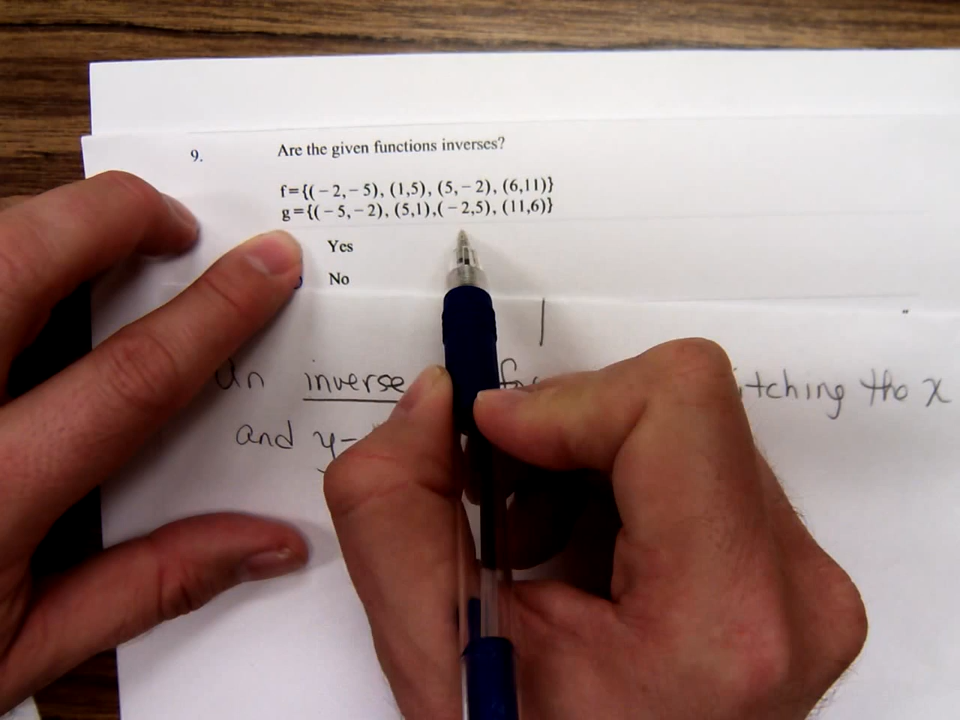 9. Are the given functions inverses?
f={(−2,−5), (1,5), (5,−2), (6,11)}
g={(−5,−2), (5,1),(−2,5), (11,6)}
Yes
No
An inverse itching the x
and y-